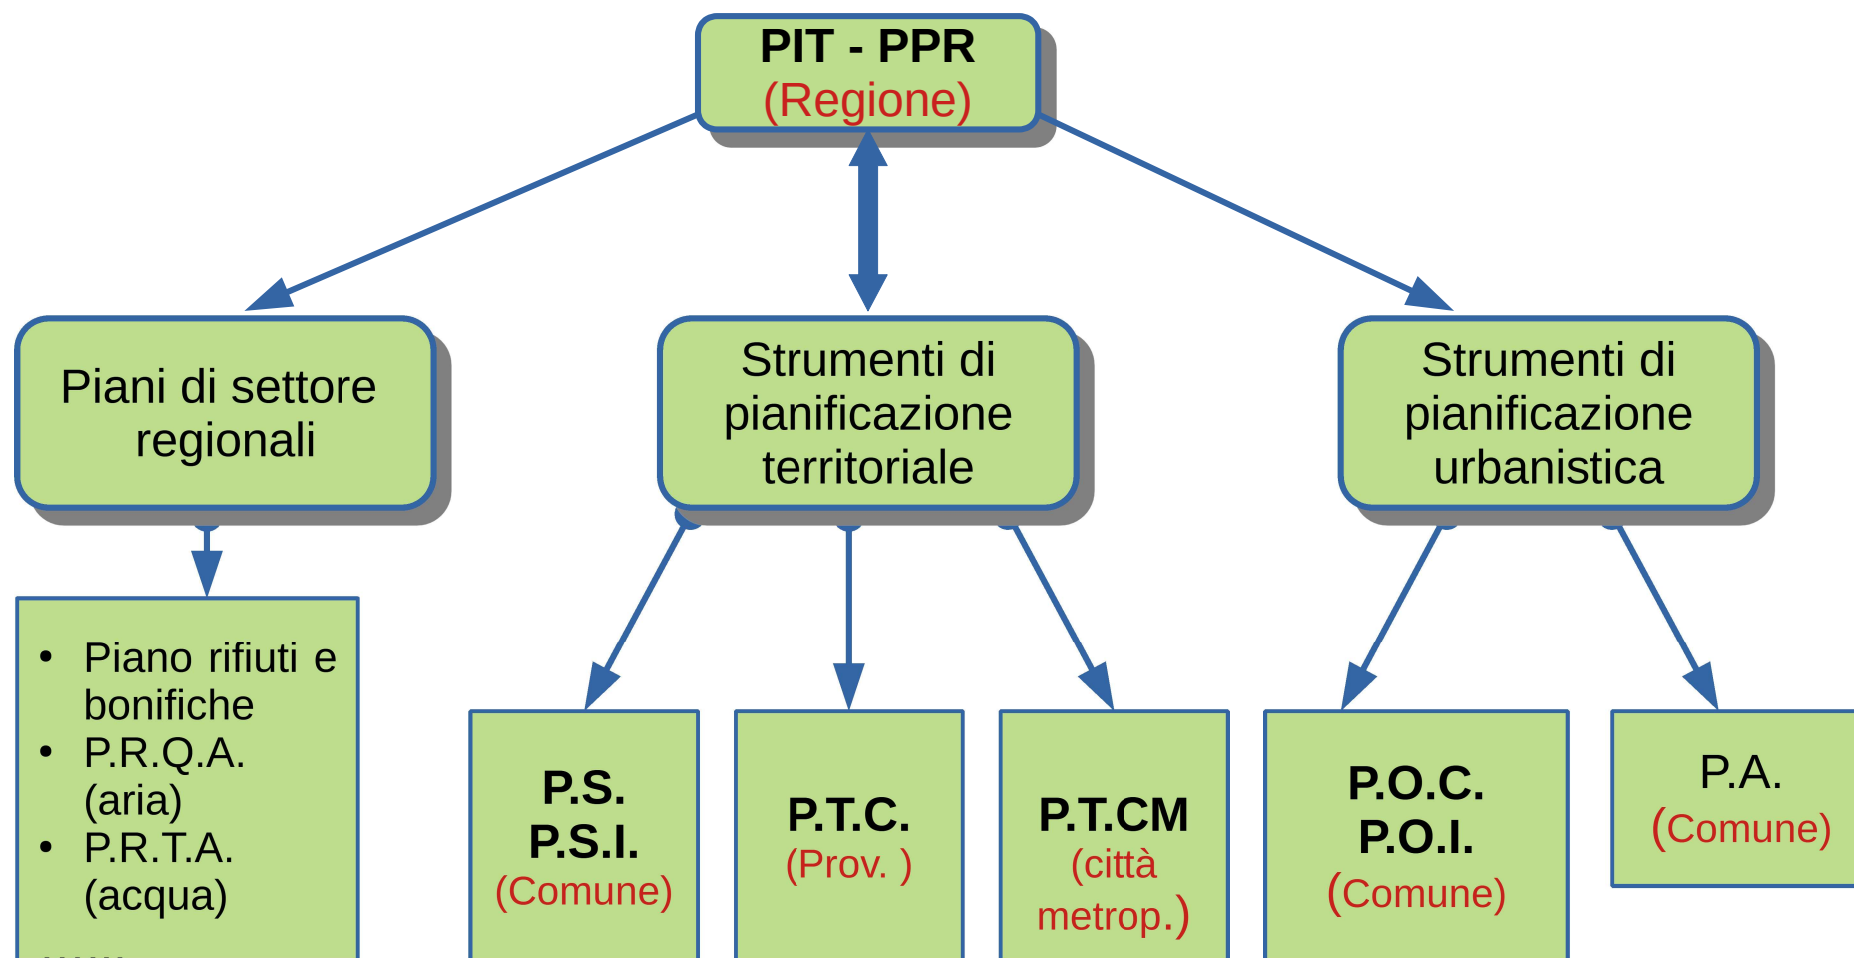 PIT - PPR
(Regione)
Piani di settore
regionali
Strumenti di
pianificazione
territoriale
Strumenti di
pianificazione
urbanistica
• Piano rifiuti e
bonifiche
• P.R.Q.A.
(aria)
• P.R.T.A.
(acqua)
P.S.
P.S.I.
(Comune)
P.T.C.
(Prov. )
P.T.CM
(città
metrop.)
P.O.C.
P.O.I.
(Comune)
P.A.
(Comune)